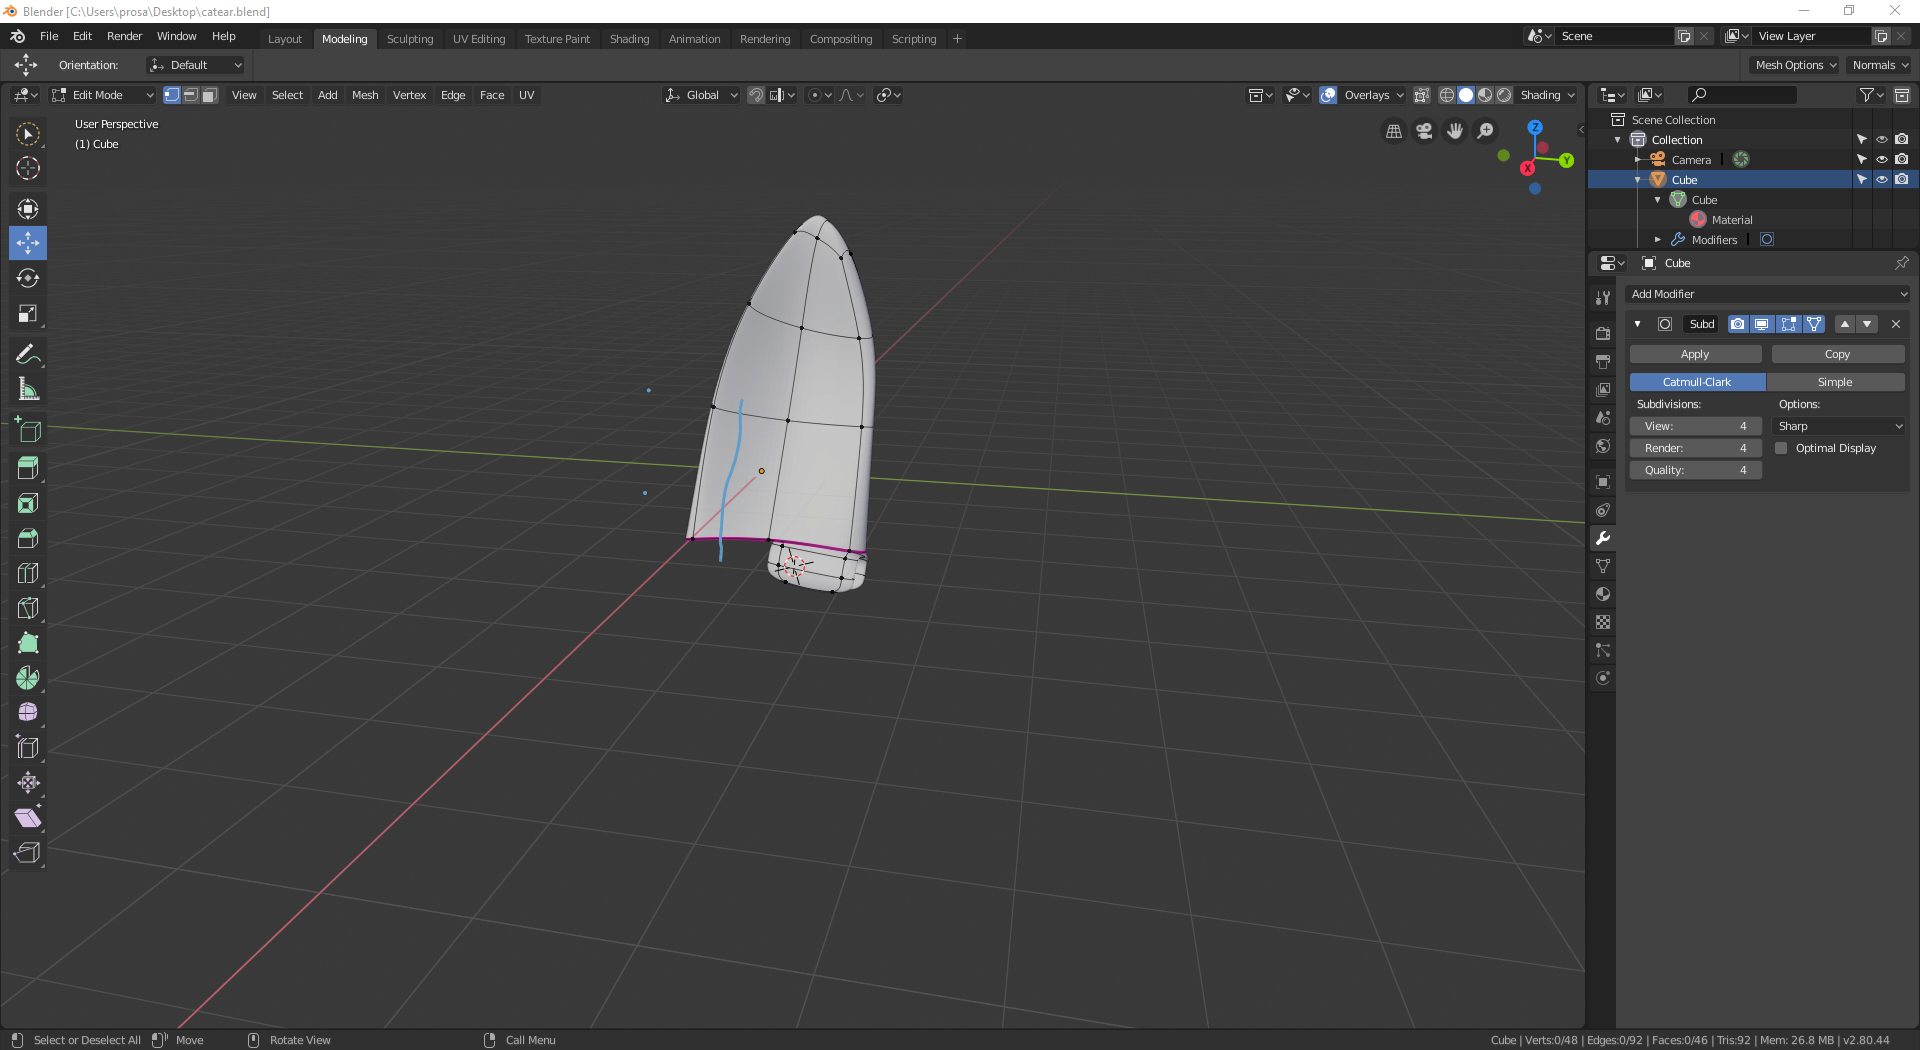 Blender [C:\Users\prosa\Desktop\catear.blend]
File Edit Render Window Help Layout Modeling Sculpting UV Editing Texture Paint Shading Animation Rendering Compositing Scripting + Scene View Layer
Orientation: Default Mesh Options Normals
Edit Mode View Select Add Mesh Vertex Edge Face UV Global Overlays Shading
User Perspective
(1) Cube
Z
Y
X
Scene Collection
Collection
Camera
Cube
Cube
Material
Modifiers
Cube
Add Modifier
Subd
Apply Copy
Catmull-Clark Simple
Subdivisions: Options:
View: 4 Sharp
Render: 4 Optimal Display
Quality: 4
Select or Deselect All Move Rotate View Call Menu Cube | Verts:0/48 | Edges:0/92 | Faces:0/46 | Tris:92 | Mem: 26.8 MB | v2.80.44